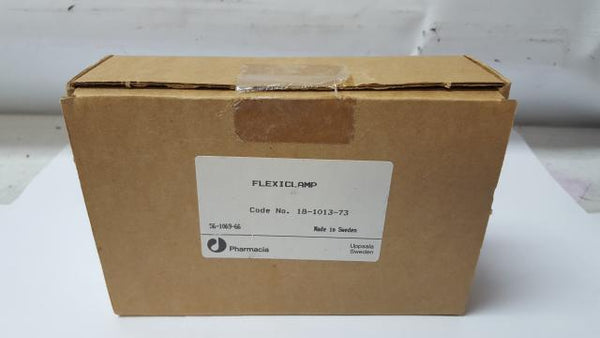 FLEXICLAMP
Code No. 18-1013-73
56-1069-66 Made in Sweden
Pharmacia Uppsala
Sweden